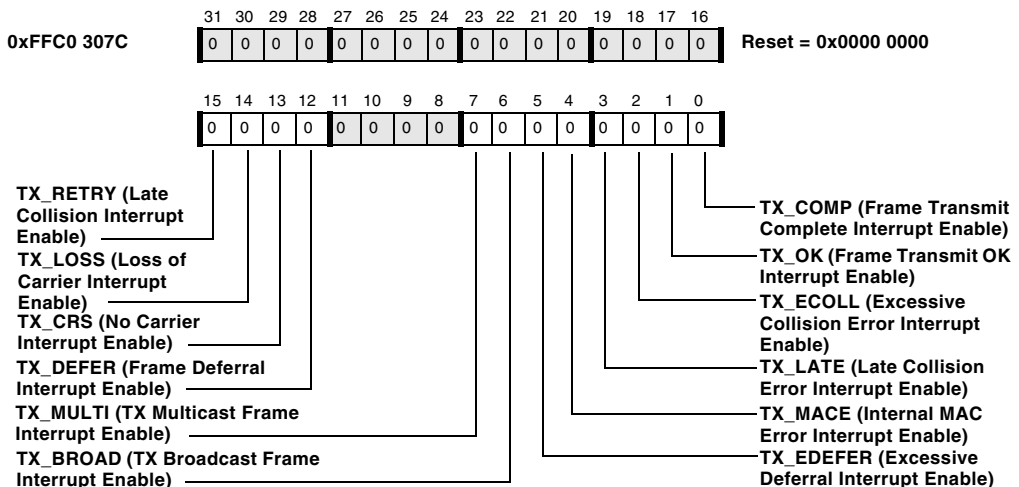 31 30 29 28 27 26 25 24 23 22 21 20 19 18 17 16
0xFFC0 307C 0 0 0 0 0 0 0 0 0 0 0 0 0 0 0 0 Reset = 0x0000 0000
15 14 13 12 11 10 9 8 7 6 5 4 3 2 1 0
0 0 0 0 0 0 0 0 0 0 0 0 0 0 0 0
TX_RETRY (Late
Collision Interrupt
Enable)
TX_LOSS (Loss of
Carrier Interrupt
Enable)
TX_CRS (No Carrier
Interrupt Enable)
TX_DEFER (Frame Deferral
Interrupt Enable)
TX_MULTI (TX Multicast Frame
Interrupt Enable)
TX_BROAD (TX Broadcast Frame
Interrupt Enable)
TX_COMP (Frame Transmit
Complete Interrupt Enable)
TX_OK (Frame Transmit OK
Interrupt Enable)
TX_ECOLL (Excessive
Collision Error Interrupt
Enable)
TX_LATE (Late Collision
Error Interrupt Enable)
TX_MACE (Internal MAC
Error Interrupt Enable)
TX_EDEFER (Excessive
Deferral Interrupt Enable)